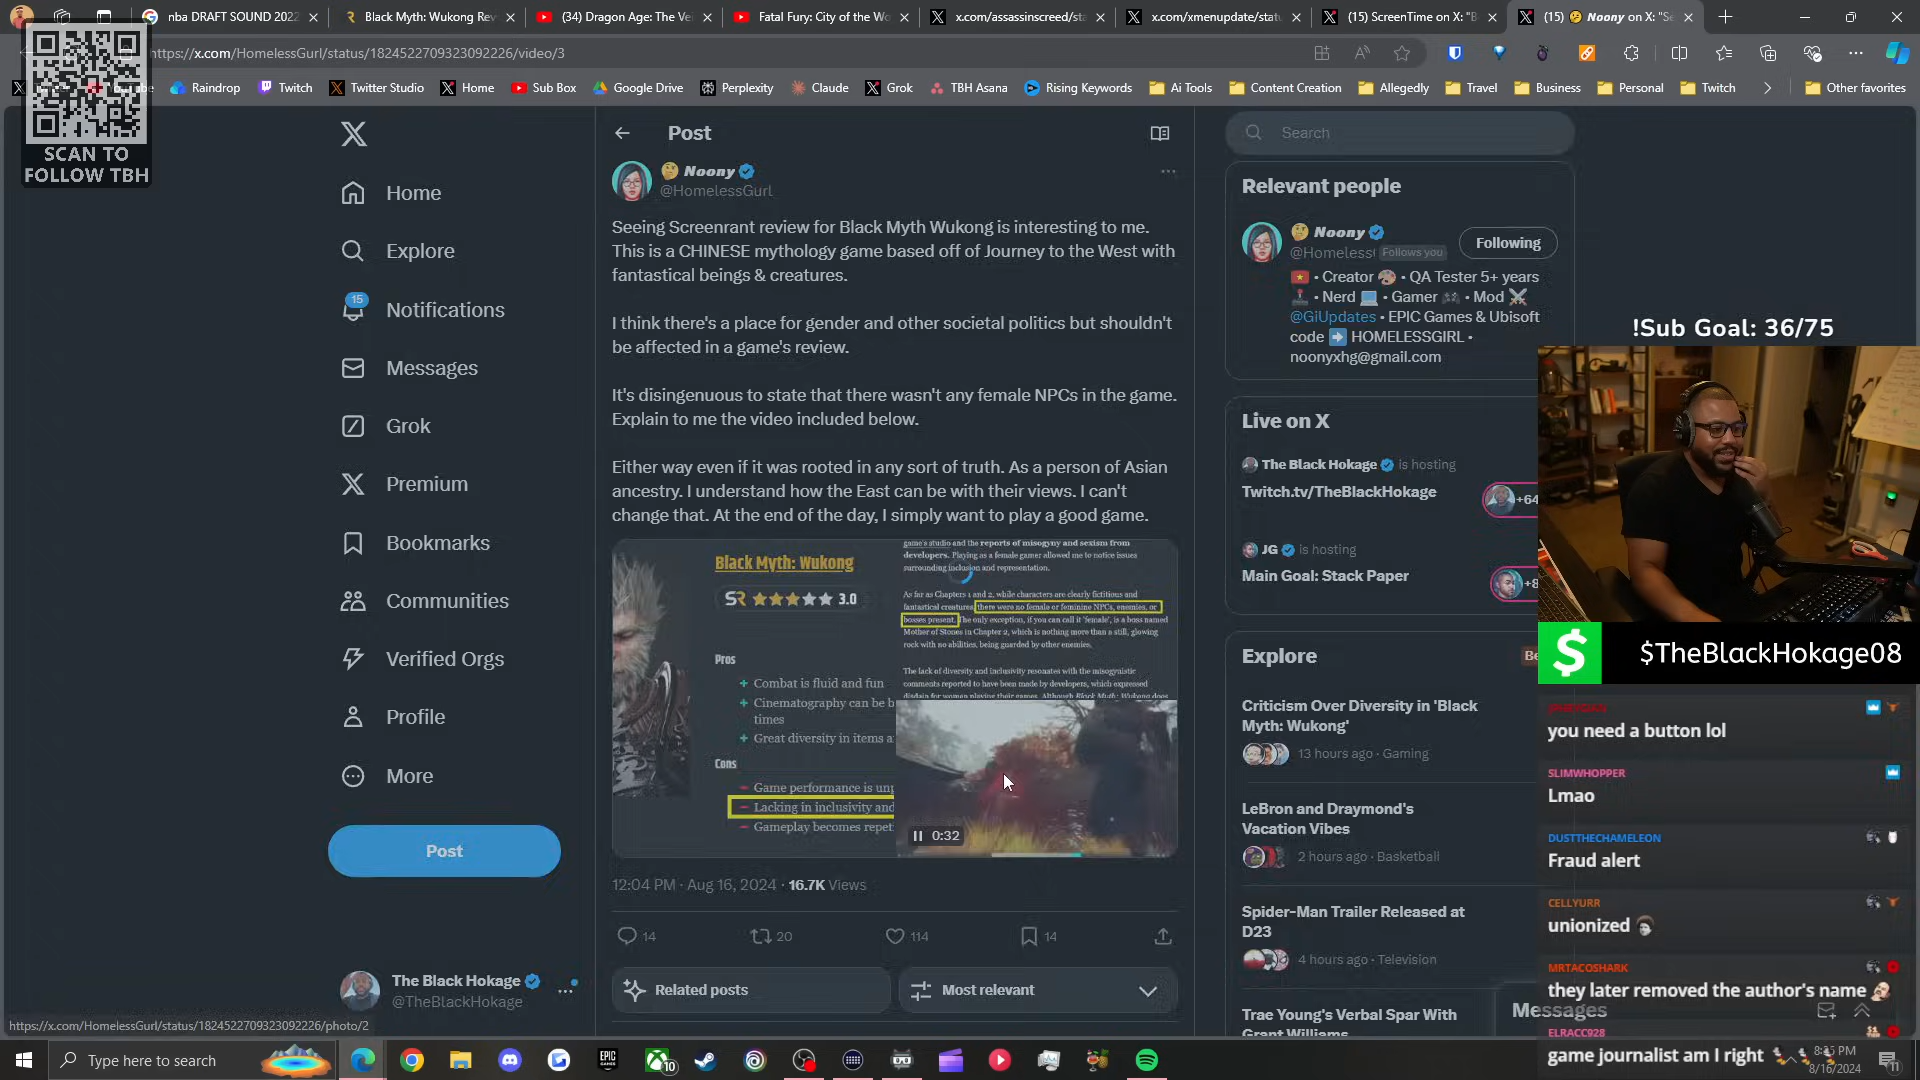 nba DRAFT SOUND 2022
Black Myth: Wukong Rev
(34) Dragon Age: The Ve
Fatal Fury: City of the Wo
x.com/assassinscreed/sta
x.com/xmenupdate/statu
(15) ScreenTime on X: "B
(15) 🤔 Noony on X: "Se
https://x.com/HomelessGurl/status/1824522709323092226/video/3
Raindrop
Twitch
Twitter Studio
Home
Sub Box
Google Drive
Perplexity
Claude
Grok
TBH Asana
Rising Keywords
Ai Tools
Content Creation
Allegedly
Travel
Business
Personal
Twitch
Other favorites
SCAN TO
FOLLOW TBH
Home
Explore
15
Notifications
Messages
Grok
Premium
Bookmarks
Communities
Verified Orgs
Profile
More
Post
The Black Hokage
@TheBlackHokage
https://x.com/HomelessGurl/status/1824522709323092226/photo/2
Post
🤔 Noony
@HomelessGurl
Seeing Screenrant review for Black Myth Wukong is interesting to me.
This is a CHINESE mythology game based off of Journey to the West with
fantastical beings & creatures.
I think there's a place for gender and other societal politics but shouldn't
be affected in a game's review.
It's disingenuous to state that there wasn't any female NPCs in the game.
Explain to me the video included below.
Either way even if it was rooted in any sort of truth. As a person of Asian
ancestry. I understand how the East can be with their views. I can't
change that. At the end of the day, I simply want to play a good game.
Black Myth: Wukong
SR 3.0
Pros
+ Combat is fluid and fun
+ Cinematography can be b
times
+ Great diversity in items a
Cons
– Game performance is unp
– Lacking in inclusivity and
– Gameplay becomes repet
game's studio and the reports of misogyny and sexism from
developers. Playing as a female gamer allowed me to notice issues
surrounding inclusion and representation.
As far as Chapters 1 and 2, while characters are clearly fictitious and
fantastical creatures, there were no female or feminine NPCs, enemies, or
bosses present. The only exception, if you can call it 'female', is a boss named
Mother of Stones in Chapter 2, which is nothing more than a still, glowing
rock with no abilities, being guarded by other enemies.
The lack of diversity and inclusivity resonates with the misogynistic
comments reported to have been made by developers, which expressed
disdain for women playing their games. Although Black Myth: Wukong does
0:32
12:04 PM · Aug 16, 2024 · 16.7K Views
14
20
114
14
Related posts
Most relevant
Search
Relevant people
🤔 Noony
@Homeless
Follows you
Following
🇻🇳 • Creator 🎨 • QA Tester 5+ years
🕹️ • Nerd 💻 • Gamer 🎮 • Mod ⚔️
@GiUpdates • EPIC Games & Ubisoft
code ➡️ HOMELESSGIRL •
noonyxhg@gmail.com
Live on X
The Black Hokage is hosting
Twitch.tv/TheBlackHokage
+64
JG is hosting
Main Goal: Stack Paper
+8
Explore
Be
Criticism Over Diversity in 'Black
Myth: Wukong'
13 hours ago · Gaming
LeBron and Draymond's
Vacation Vibes
2 hours ago · Basketball
Spider-Man Trailer Released at
D23
4 hours ago · Television
Trae Young's Verbal Spar With
Grant Williams
Messages
!Sub Goal: 36/75
$TheBlackHokage08
you need a button lol
SLIMWHOPPER
Lmao
DUSTTHECHAMELEON
Fraud alert
CELLYURR
unionized
MRTACOSHARK
they later removed the author's name
ELRACC928
game journalist am I right
Type here to search
EPIC
GAMES
10
PM
8/16/2024
11